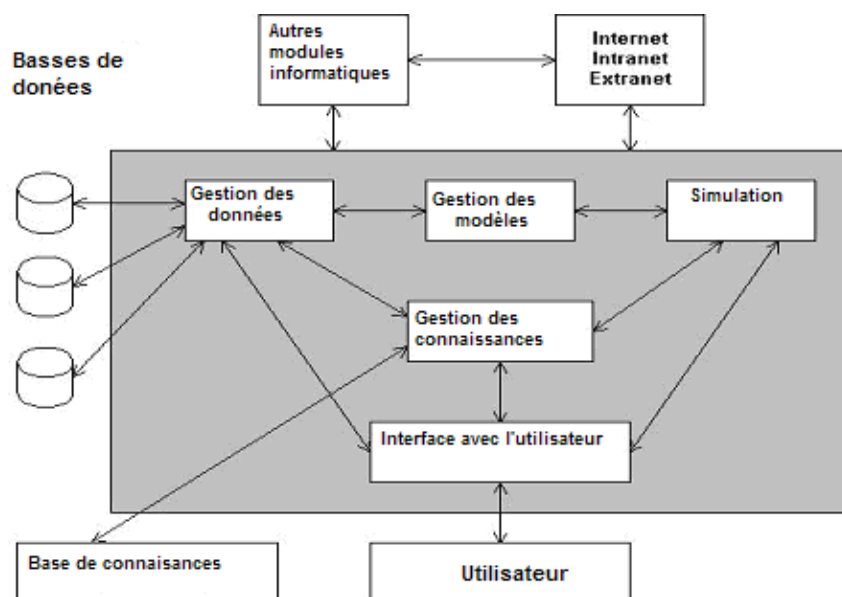 Autres
modules
informatiques
Internet
Intranet
Extranet
Basses de
donées
Gestion des
données
Gestion des
modèles
Simulation
Gestion des
connaissances
Interface avec l'utilisateur
Base de connaisances
Utilisateur